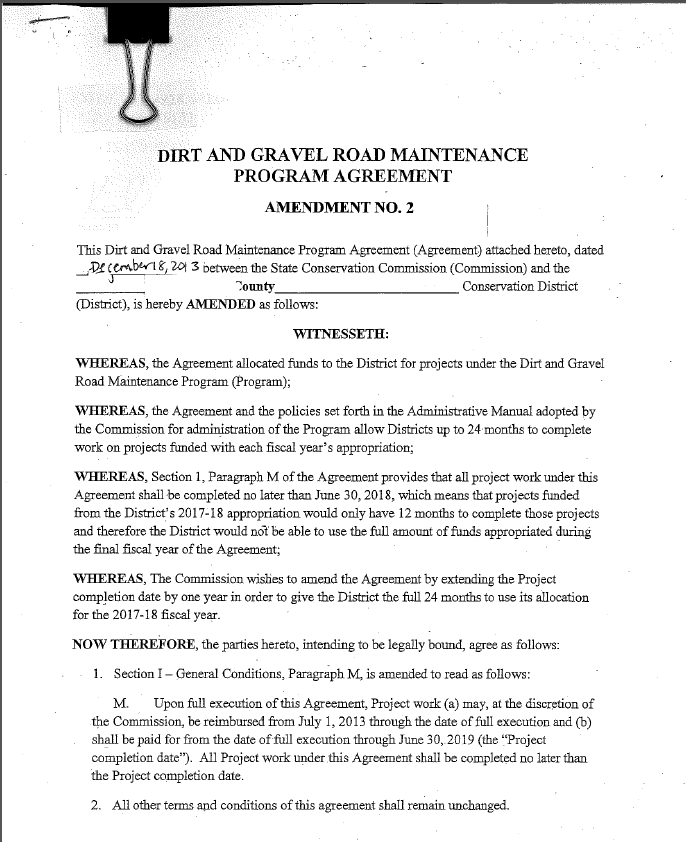 DIRT AND GRAVEL ROAD MAINTENANCE
PROGRAM AGREEMENT
AMENDMENT NO. 2
This Dirt and Gravel Road Maintenance Program Agreement (Agreement) attached hereto, dated
December 18, 2013 between the State Conservation Commission (Commission) and the
County Conservation District
(District), is hereby AMENDED as follows:
WITNESSETH:
WHEREAS, the Agreement allocated funds to the District for projects under the Dirt and Gravel
Road Maintenance Program (Program);
WHEREAS, the Agreement and the policies set forth in the Administrative Manual adopted by
the Commission for administration of the Program allow Districts up to 24 months to complete
work on projects funded with each fiscal year's appropriation;
WHEREAS, Section 1, Paragraph M of the Agreement provides that all project work under this
Agreement shall be completed no later than June 30, 2018, which means that projects funded
from the District's 2017-18 appropriation would only have 12 months to complete those projects
and therefore the District would not be able to use the full amount of funds appropriated during
the final fiscal year of the Agreement;
WHEREAS, The Commission wishes to amend the Agreement by extending the Project
completion date by one year in order to give the District the full 24 months to use its allocation
for the 2017-18 fiscal year.
NOW THEREFORE, the parties hereto, intending to be legally bound, agree as follows:
1. Section I – General Conditions, Paragraph M, is amended to read as follows:
M. Upon full execution of this Agreement, Project work (a) may, at the discretion of
the Commission, be reimbursed from July 1, 2013 through the date of full execution and (b)
shall be paid for from the date of full execution through June 30, 2019 (the "Project
completion date"). All Project work under this Agreement shall be completed no later than
the Project completion date.
2. All other terms and conditions of this agreement shall remain unchanged.